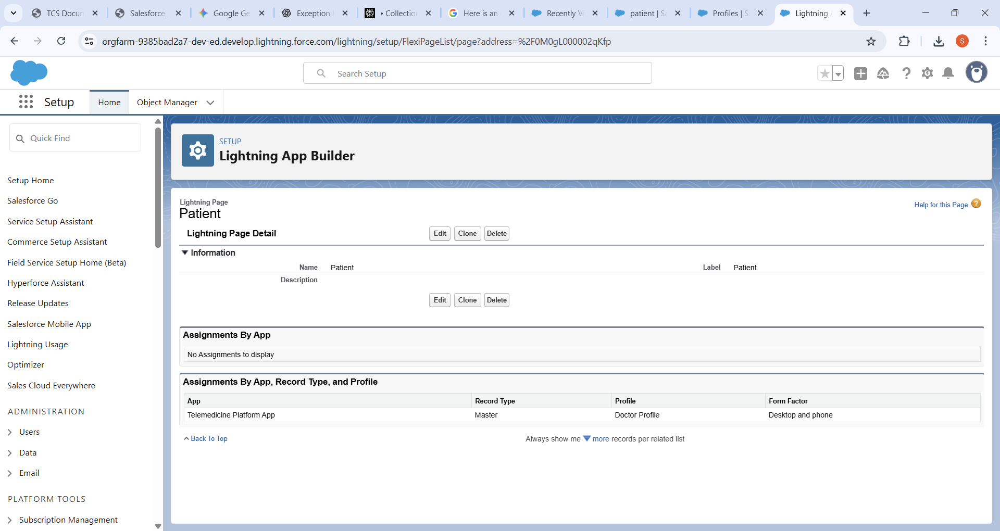 TCS Docun
Salesforce_
Google Ge
Exception
• Collectio
Here is an
Recently V
patient | S
Profiles | S
Lightning
orgfarm-9385bad2a7-dev-ed.develop.lightning.force.com/lightning/setup/FlexiPageList/page?address=%2F0M0gL000002qKfp
S
Search Setup
Setup
Home
Object Manager
Quick Find
Setup Home
Salesforce Go
Service Setup Assistant
Commerce Setup Assistant
Field Service Setup Home (Beta)
Hyperforce Assistant
Release Updates
Salesforce Mobile App
Lightning Usage
Optimizer
Sales Cloud Everywhere
ADMINISTRATION
Users
Data
Email
PLATFORM TOOLS
Subscription Management
SETUP
Lightning App Builder
Lightning Page
Patient
Help for this Page
Lightning Page Detail
Edit Clone Delete
Information
Name Patient Label Patient
Description
Edit Clone Delete
Assignments By App
No Assignments to display
Assignments By App, Record Type, and Profile
App Record Type Profile Form Factor
Telemedicine Platform App Master Doctor Profile Desktop and phone
Back To Top
Always show me more records per related list